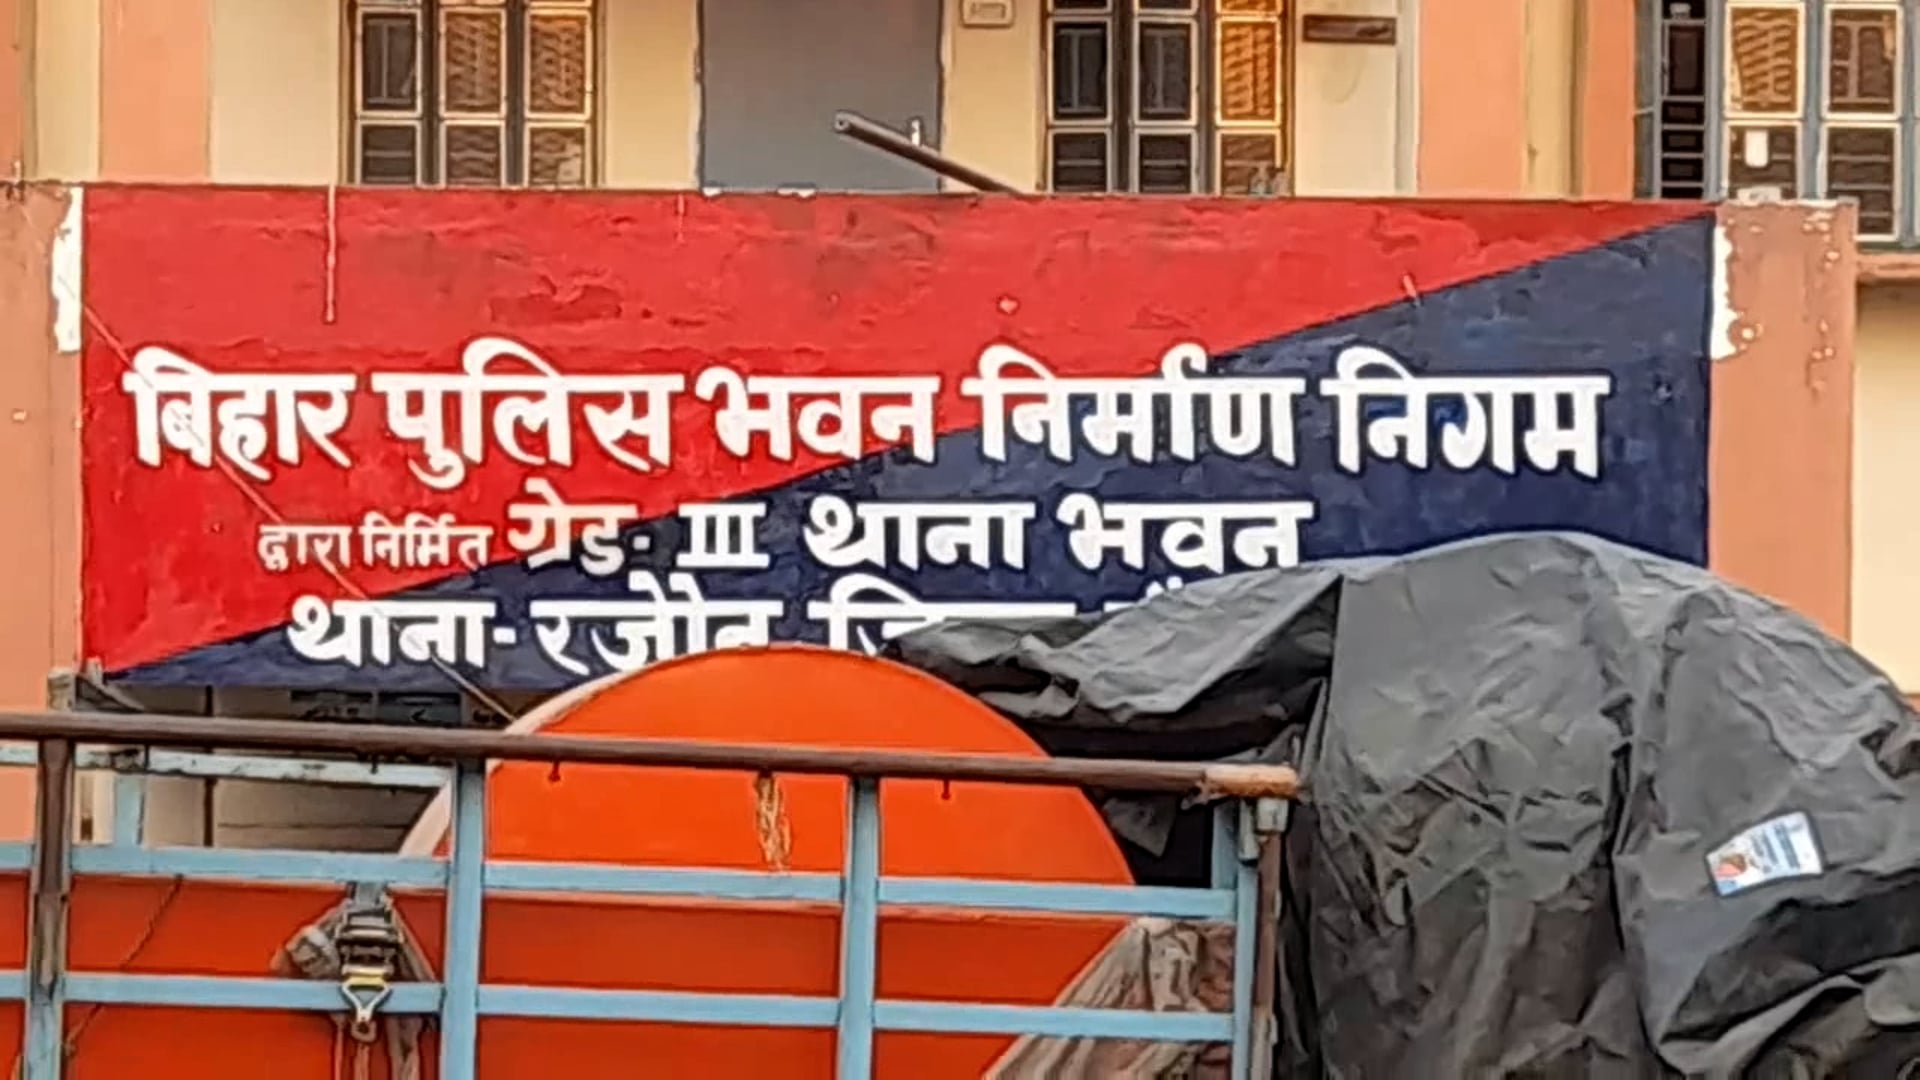 बिहार पुलिस भवन निर्माण निगम
द्वारा निर्मित ग्रेड- III थाना भवन
थाना- रजौन